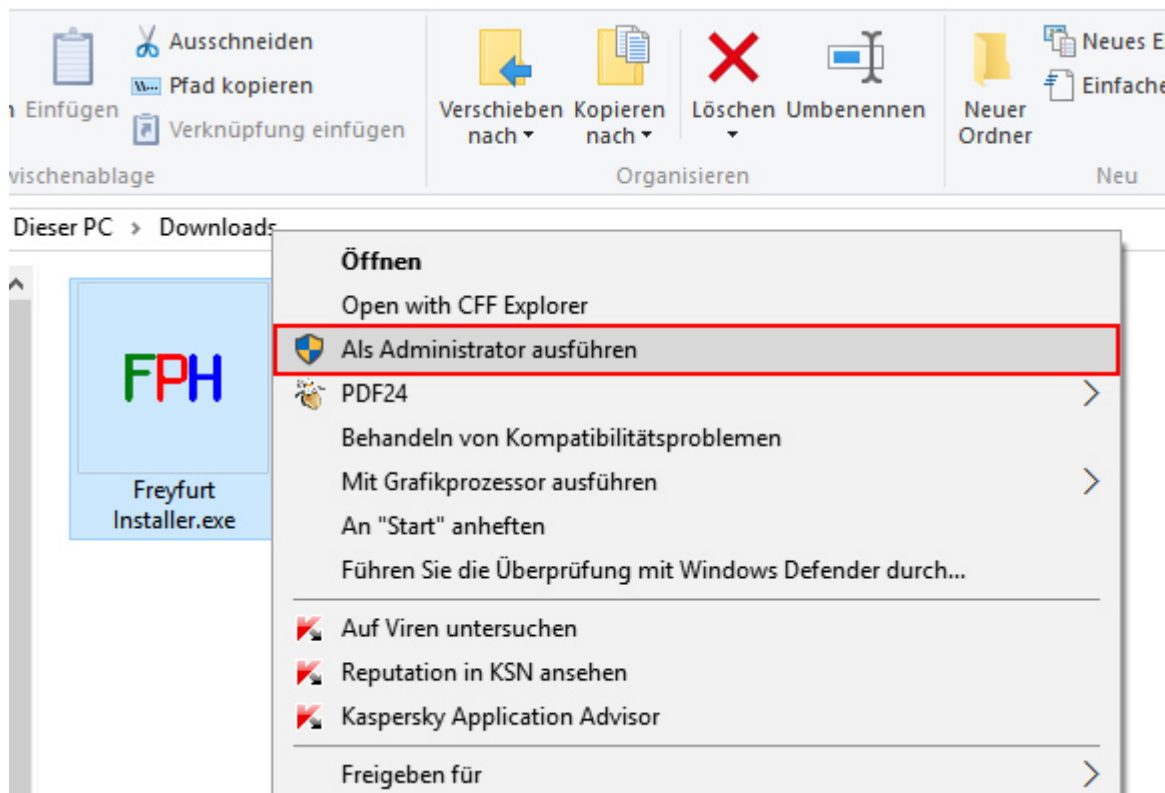 Ausschneiden
Pfad kopieren
Einfügen
Verknüpfung einfügen
Verschieben nach
Kopieren nach
Löschen
Umbenennen
Neuer Ordner
Neues E
Einfache
wischenablage
Organisieren
Neu
Dieser PC > Downloads
FPH
Freyfurt
Installer.exe
Öffnen
Open with CFF Explorer
Als Administrator ausführen
PDF24
Behandeln von Kompatibilitätsproblemen
Mit Grafikprozessor ausführen
An "Start" anheften
Führen Sie die Überprüfung mit Windows Defender durch...
Auf Viren untersuchen
Reputation in KSN ansehen
Kaspersky Application Advisor
Freigeben für